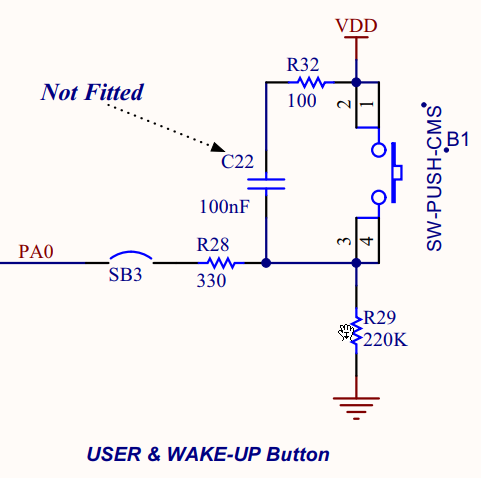 VDD
R32
100
Not Fitted
2
1
C22
100nF
SW-PUSH-CMS
B1
PA0
SB3
R28
330
3
4
R29
220K
USER & WAKE-UP Button